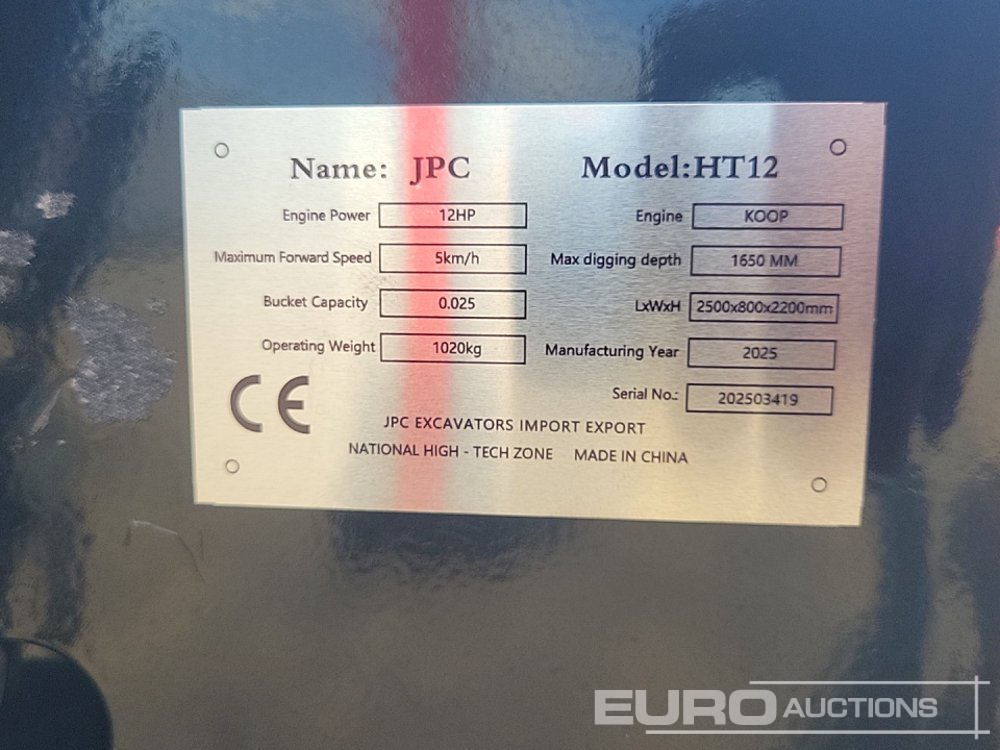 Name: JPC Model:HT12
Engine Power 12HP Engine KOOP
Maximum Forward Speed 5km/h Max digging depth 1650 MM
Bucket Capacity 0.025 LxWxH 2500x800x2200mm
Operating Weight 1020kg Manufacturing Year 2025
Serial No.: 202503419
CE
JPC EXCAVATORS IMPORT EXPORT
NATIONAL HIGH - TECH ZONE MADE IN CHINA
EURO AUCTIONS